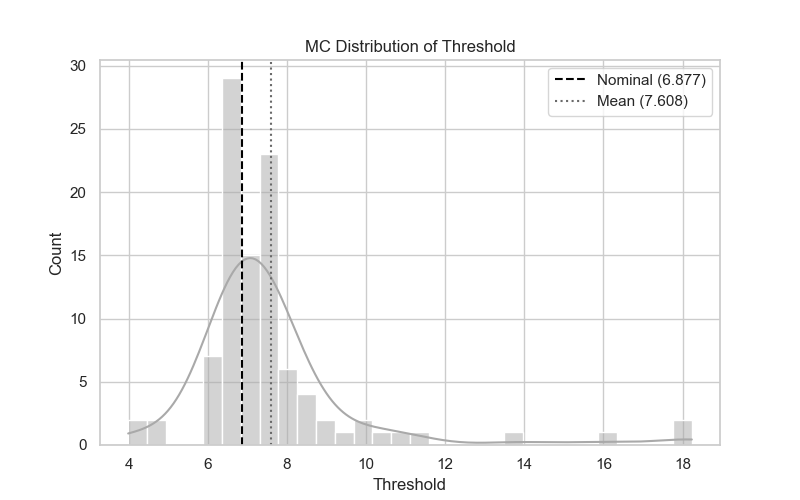 MC Distribution of Threshold
Nominal (6.877)
Mean (7.608)
30
25
20
15
10
5
0
Count
4 6 8 10 12 14 16 18
Threshold